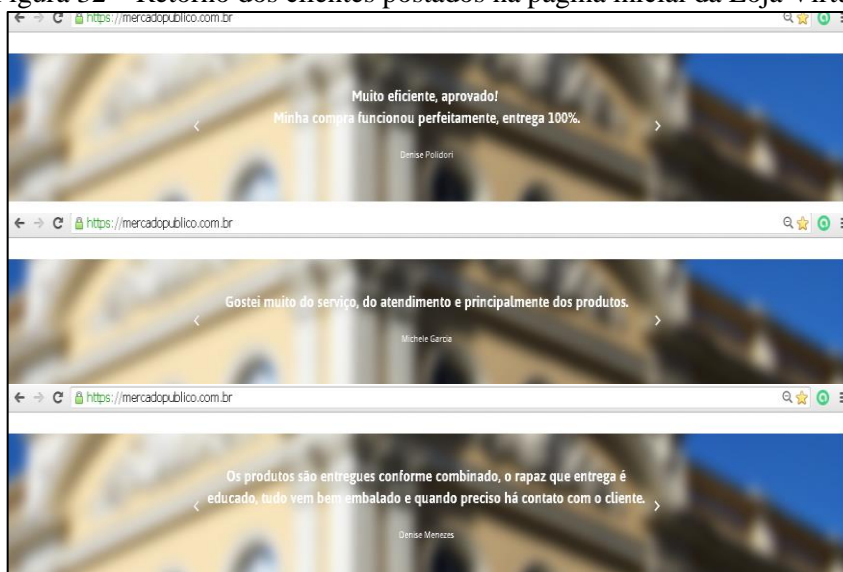 Figura 32 – Retorno dos clientes postados na página inicial da Loja
https://mercadopublico.com.br
Muito eficiente, aprovado!
Minha compra funcionou perfeitamente, entrega 100%.
Denise Polidori
https://mercadopublico.com.br
Gostei muito do serviço, do atendimento e principalmente dos produtos.
Michele Garcia
https://mercadopublico.com.br
Os produtos são entregues conforme combinado, o rapaz que entrega é
educado, tudo vem bem embalado e quando preciso há contato com o cliente.
Denise Menezes